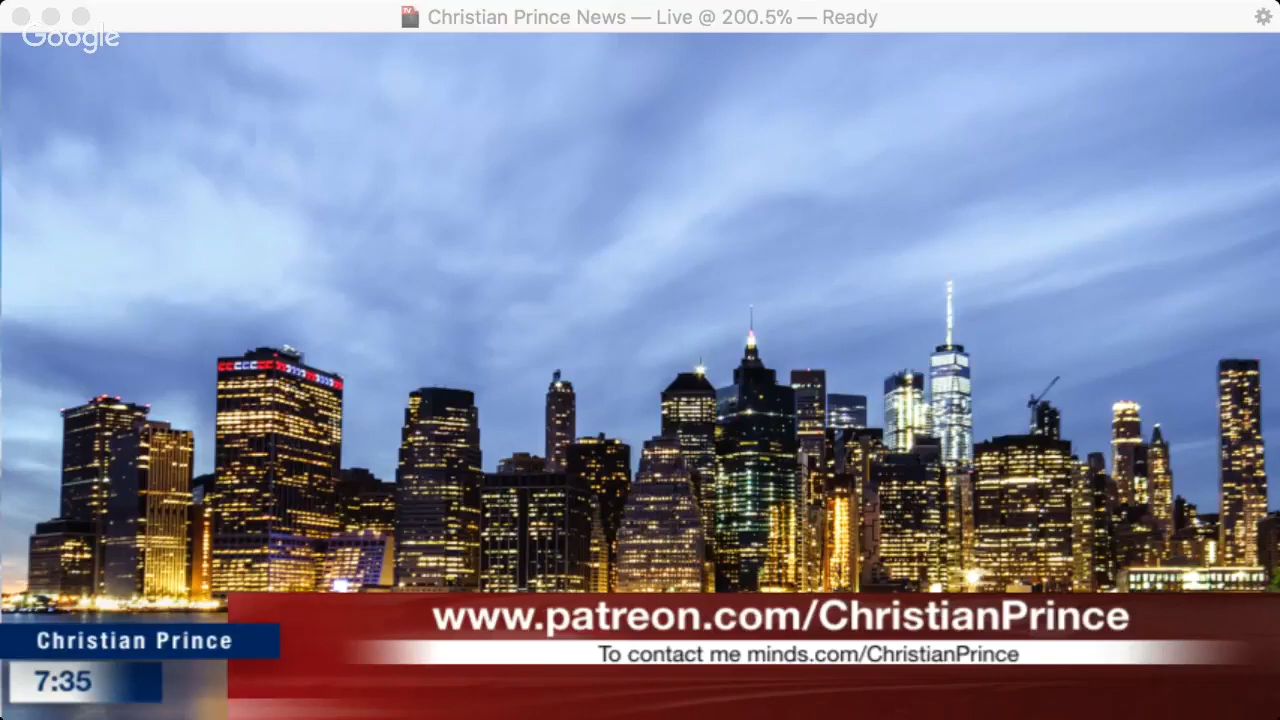 Christian Prince News — Live @ 200.5% — Ready
Google
www.patreon.com/ChristianPrince
To contact me minds.com/ChristianPrince
Christian Prince
7:35